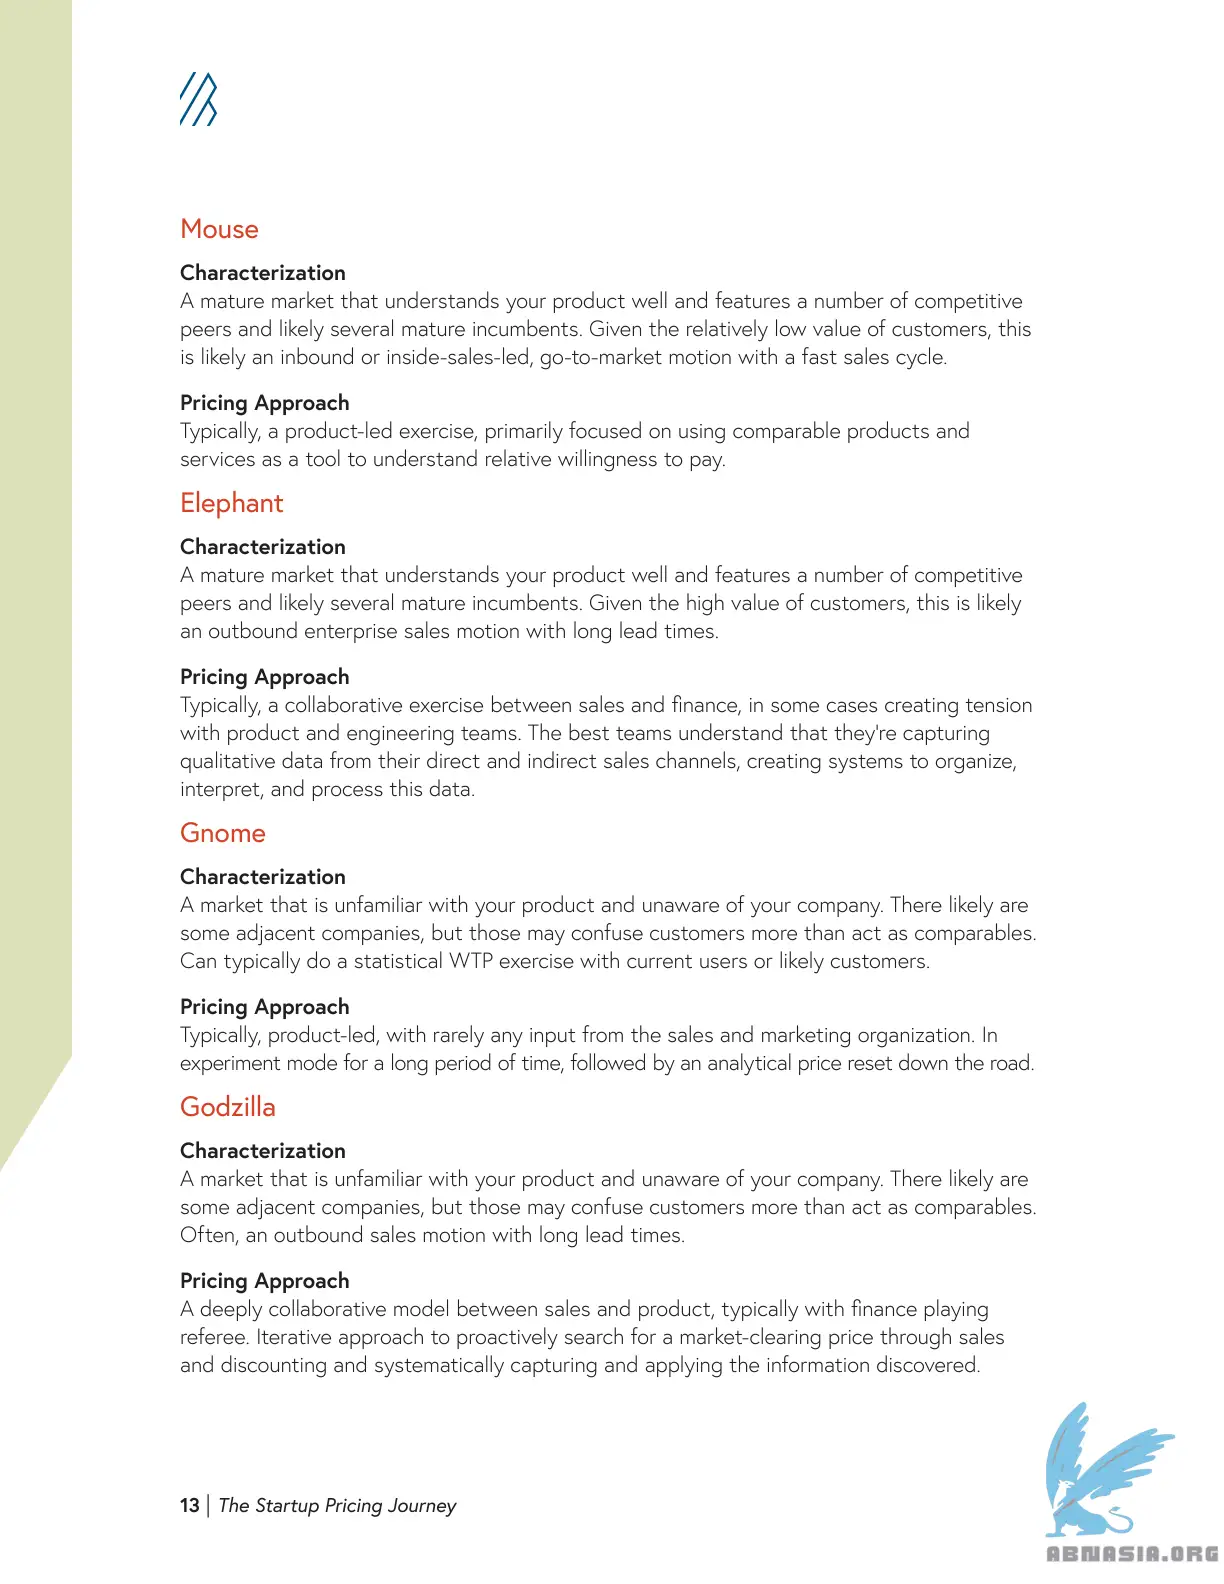 Mouse
Characterization
A mature market that understands your product well and features a number of competitive
peers and likely several mature incumbents. Given the relatively low value of customers, this
is likely an inbound or inside-sales-led, go-to-market motion with a fast sales cycle.
Pricing Approach
Typically, a product-led exercise, primarily focused on using comparable products and
services as a tool to understand relative willingness to pay.
Elephant
Characterization
A mature market that understands your product well and features a number of competitive
peers and likely several mature incumbents. Given the high value of customers, this is likely
an outbound enterprise sales motion with long lead times.
Pricing Approach
Typically, a collaborative exercise between sales and finance, in some cases creating tension
with product and engineering teams. The best teams understand that they're capturing
qualitative data from their direct and indirect sales channels, creating systems to organize,
interpret, and process this data.
Gnome
Characterization
A market that is unfamiliar with your product and unaware of your company. There likely are
some adjacent companies, but those may confuse customers more than act as comparables.
Can typically do a statistical WTP exercise with current users or likely customers.
Pricing Approach
Typically, product-led, with rarely any input from the sales and marketing organization. In
experiment mode for a long period of time, followed by an analytical price reset down the road.
Godzilla
Characterization
A market that is unfamiliar with your product and unaware of your company. There likely are
some adjacent companies, but those may confuse customers more than act as comparables.
Often, an outbound sales motion with long lead times.
Pricing Approach
A deeply collaborative model between sales and product, typically with finance playing
referee. Iterative approach to proactively search for a market-clearing price through sales
and discounting and systematically capturing and applying the information discovered.
13 | The Startup Pricing Journey
ABNASIA.ORG